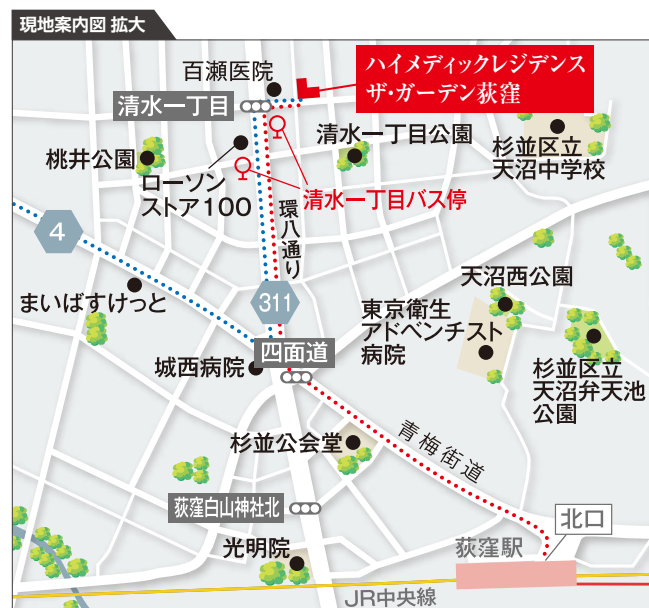 現地案内図 拡大
百瀬医院
ハイメディックレジデンス
ザ・ガーデン荻窪
清水一丁目
清水一丁目公園
杉並区立
天沼中学校
桃井公園
ローソン
ストア100
清水一丁目バス停
環八通り
4
天沼西公園
まいばすけっと
311
東京衛生
アドベンチスト
病院
四面道
城西病院
杉並区立
天沼弁天池
公園
杉並公会堂
青梅街道
荻窪白山神社北
北口
光明院
荻窪駅
JR中央線